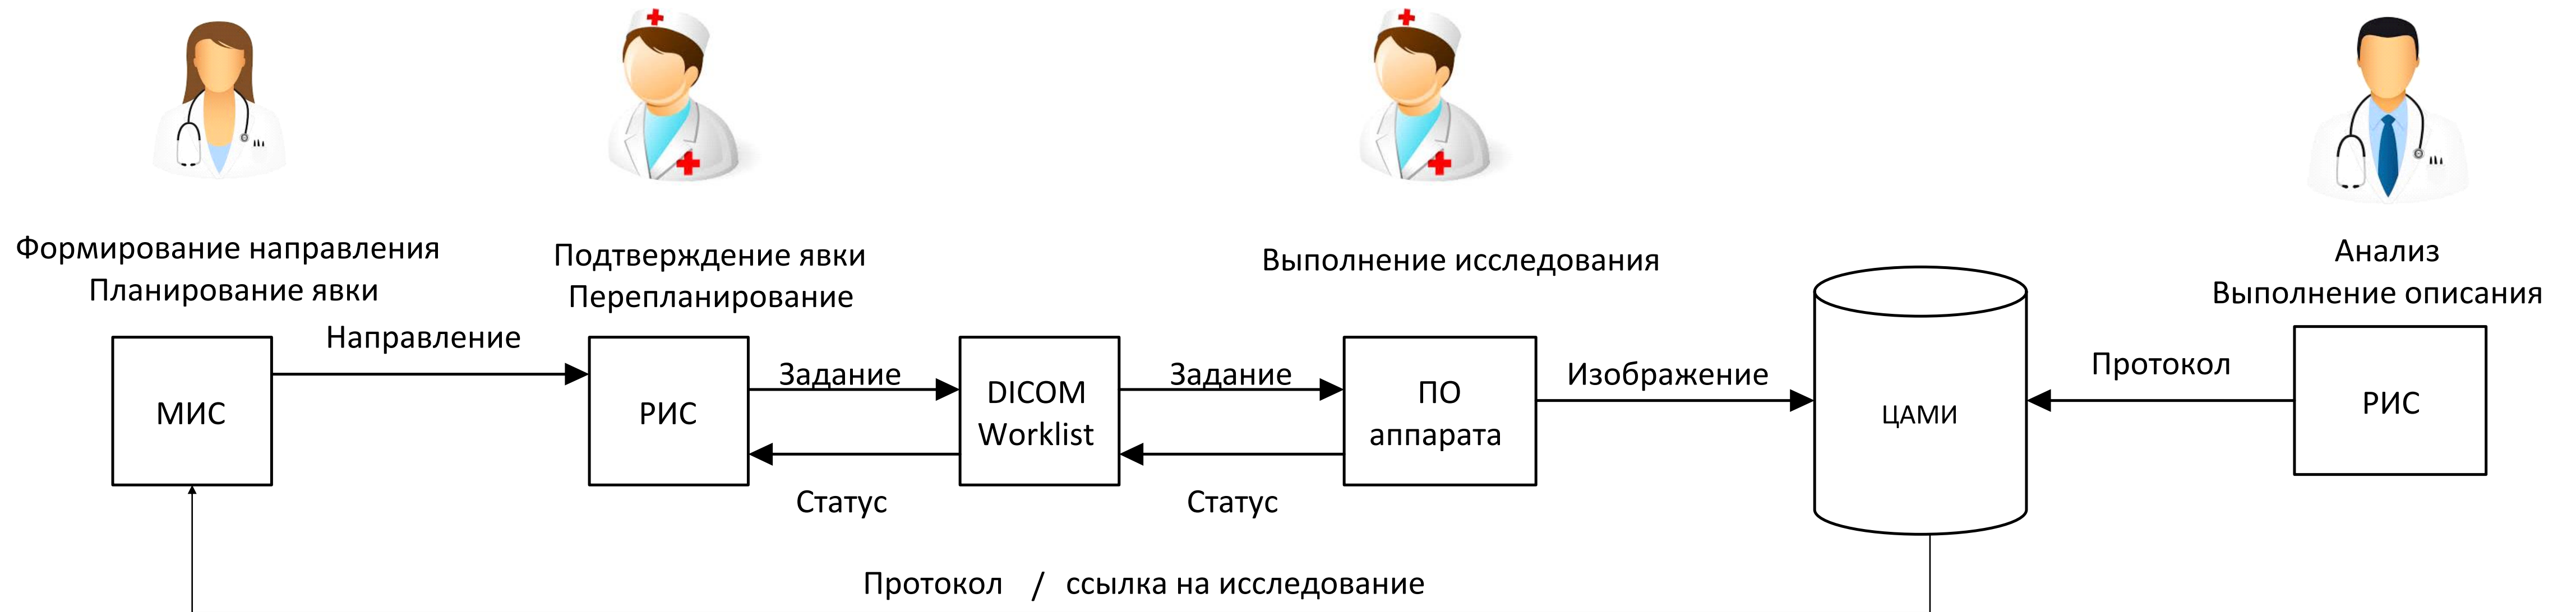 Формирование направления
Планирование явки
Подтверждение явки
Перепланирование
Выполнение исследования
Анализ
Выполнение описания
МИС
Направление
РИС
Задание
Статус
DICOM
Worklist
Задание
Статус
ПО
аппарата
Изображение
ЦАМИ
Протокол
РИС
Протокол / ссылка на исследование